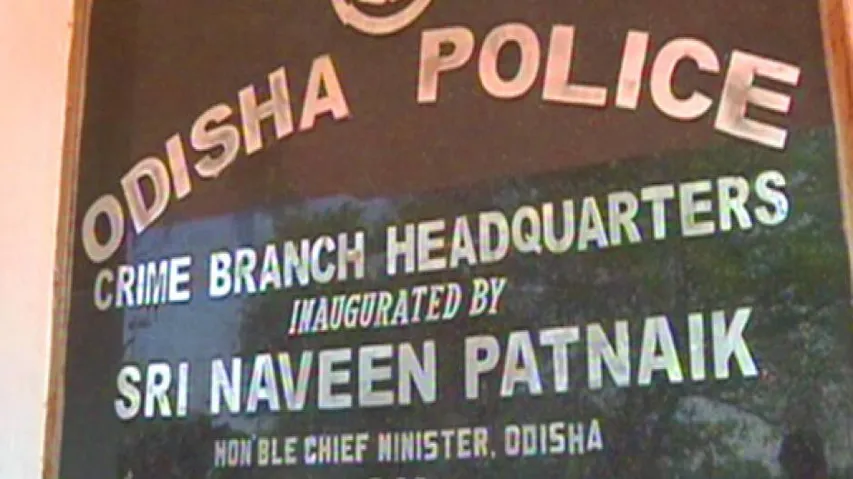 ODISHA POLICE
CRIME BRANCH HEADQUARTERS
INAUGURATED BY
SRI NAVEEN PATNAIK
HON'BLE CHIEF MINISTER, ODISHA